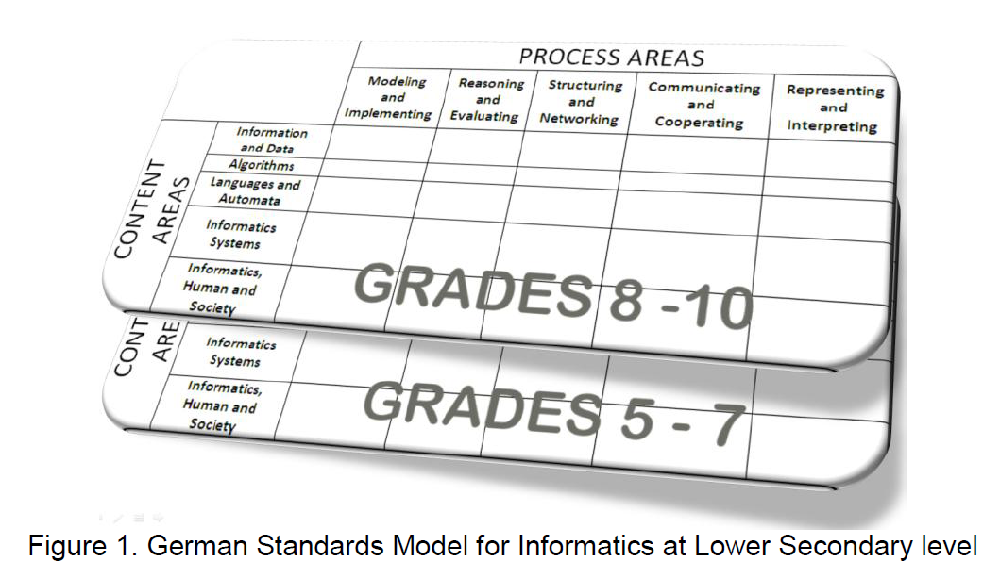 PROCESS AREAS
Modeling
and
Implementing
Reasoning
and
Evaluating
Structuring
and
Networking
Communicating
and
Cooperating
Representing
and
Interpreting
CONTENT
AREAS
Information
and Data
Algorithms
Languages and
Automata
Informatics
Systems
Informatics,
Human and
Society
GRADES 8 -10
CONT
ARE
Informatics
Systems
Informatics,
Human and
Society
GRADES 5 - 7
Figure 1. German Standards Model for Informatics at Lower Secondary level